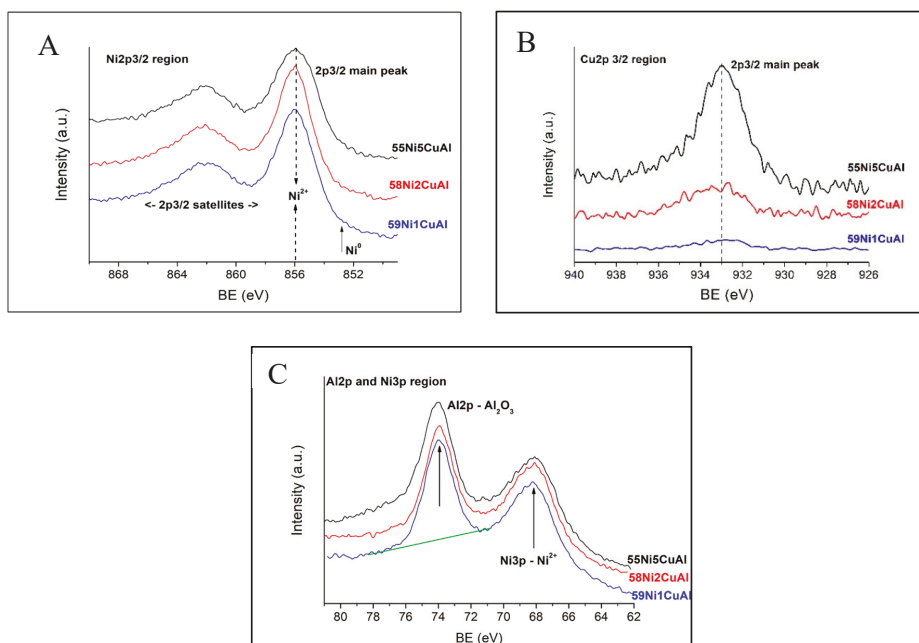 A
Ni2p3/2 region
2p3/2 main peak
55Ni5CuAl
58Ni2CuAl
<- 2p3/2 satellites ->
Ni²⁺
59Ni1CuAl
Ni⁰
Intensity (a.u.)
868 864 860 856 852
BE (eV)
B
Cu2p 3/2 region
2p3/2 main peak
55Ni5CuAl
58Ni2CuAl
59Ni1CuAl
Intensity (a.u.)
940 938 936 934 932 930 928 926
BE (eV)
C
Al2p and Ni3p region
Al2p - Al₂O₃
Ni3p - Ni²⁺
55Ni5CuAl
58Ni2CuAl
59Ni1CuAl
Intensity (a.u.)
80 78 76 74 72 70 68 66 64 62
BE (eV)